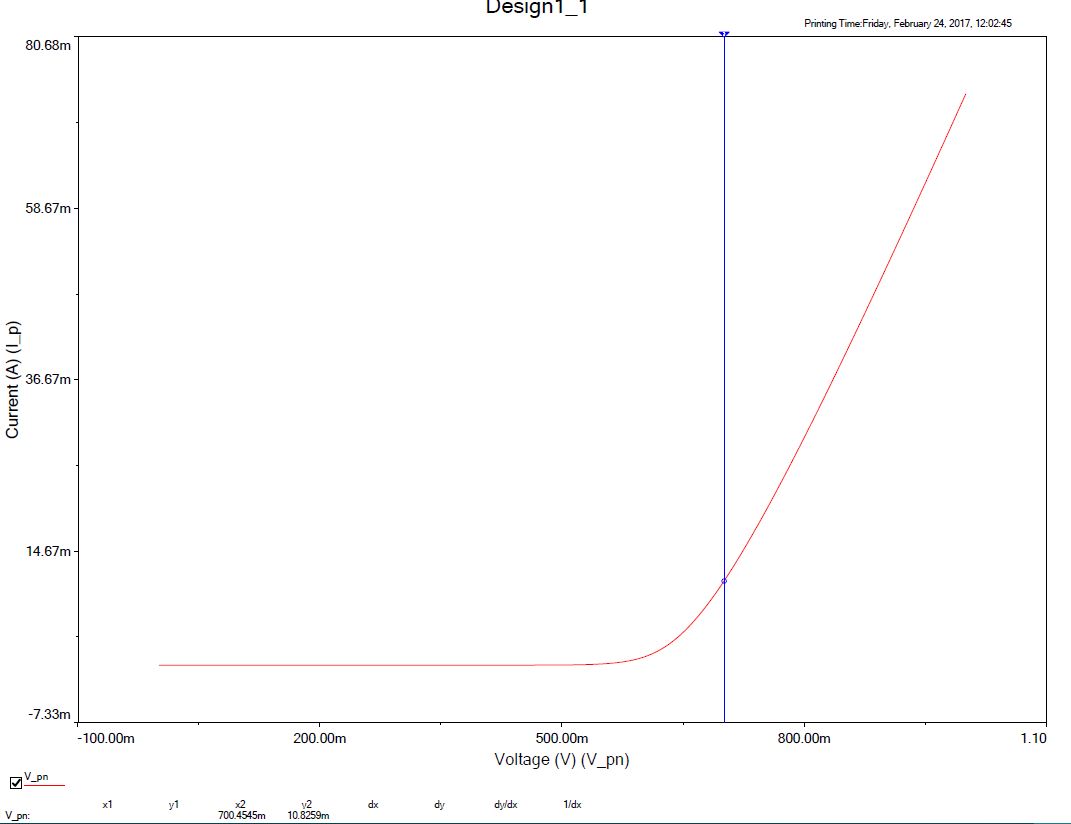 Design1_1
Printing Time:Friday, February 24, 2017, 12:02:45
80.68m
58.67m
36.67m
14.67m
-7.33m
Current (A) (I_p)
-100.00m 200.00m 500.00m 800.00m 1.10
Voltage (V) (V_pn)
V_pn
x1 y1 x2 y2 dx dy dy/dx 1/dx
V_pn: 700.4545m 10.8259m